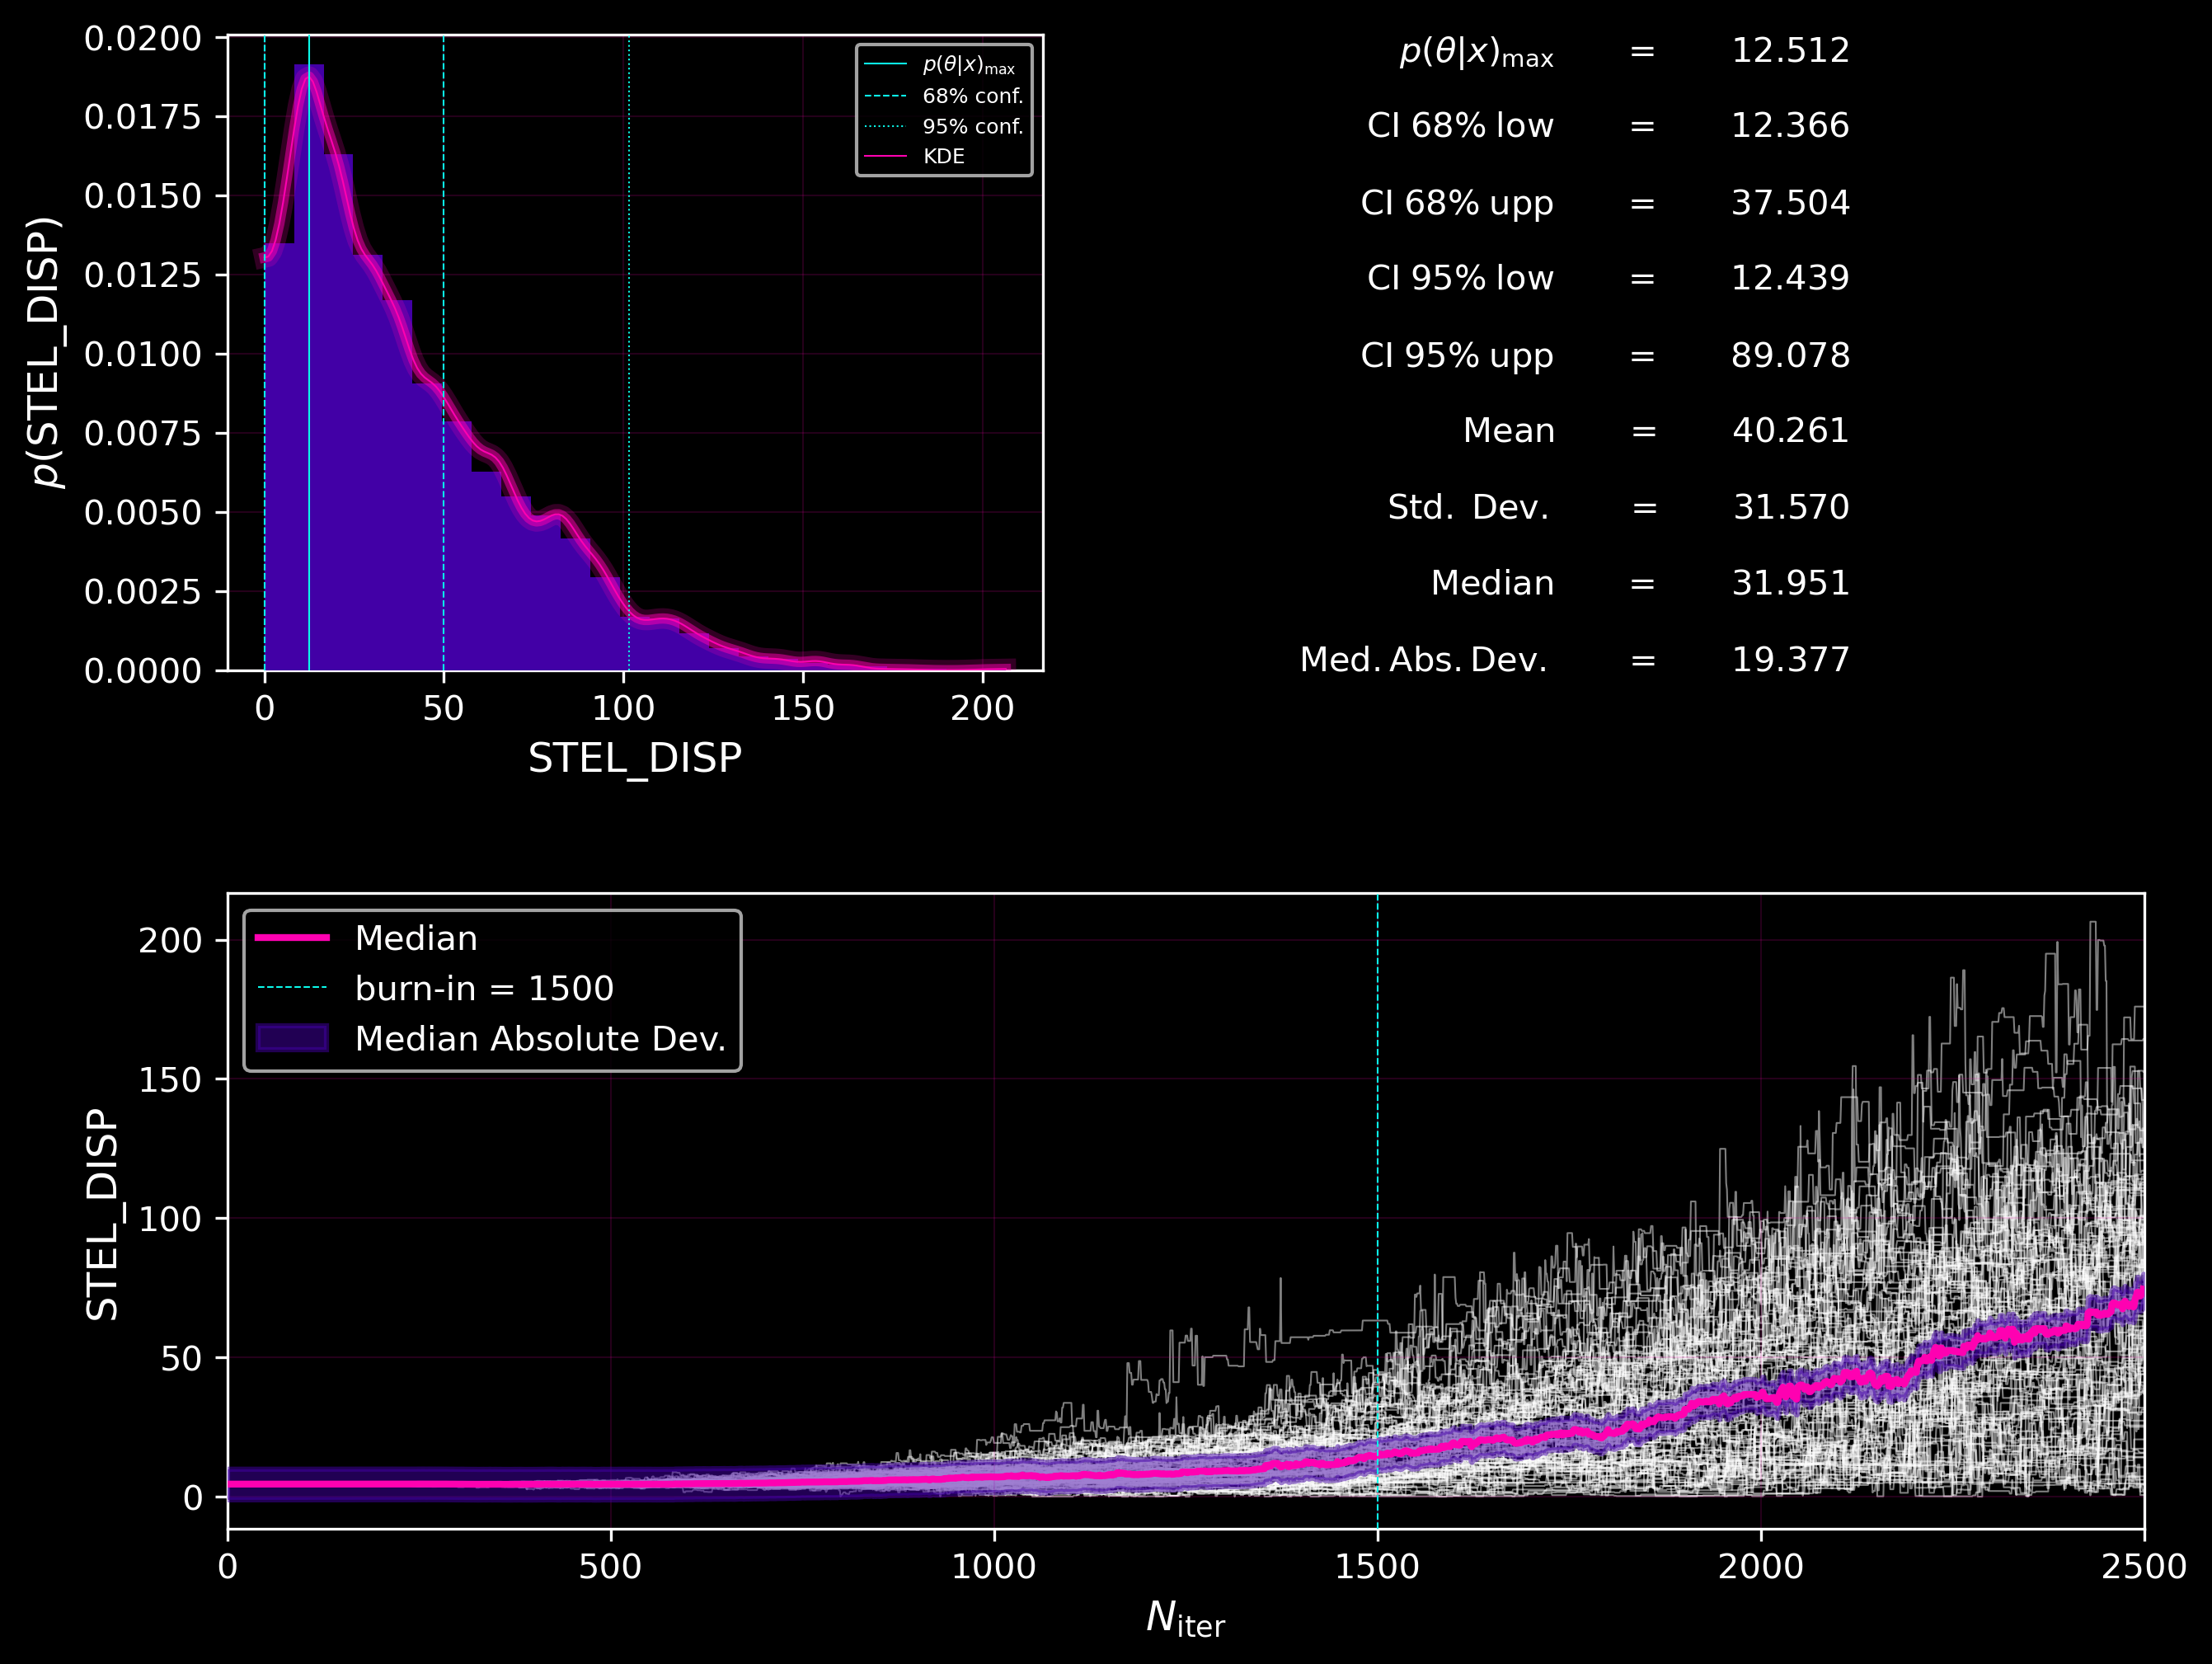 0.0200
0.0175
0.0150
0.0125
0.0100
0.0075
0.0050
0.0025
0.0000
p(STEL_DISP)
0 50 100 150 200
STEL_DISP
p(θ|x)max
68% conf.
95% conf.
KDE
p(θ|x)max = 12.512
CI 68% low = 12.366
CI 68% upp = 37.504
CI 95% low = 12.439
CI 95% upp = 89.078
Mean = 40.261
Std. Dev. = 31.570
Median = 31.951
Med. Abs. Dev. = 19.377
200
150
100
50
0
STEL_DISP
Median
burn-in = 1500
Median Absolute Dev.
0 500 1000 1500 2000 2500
Niter